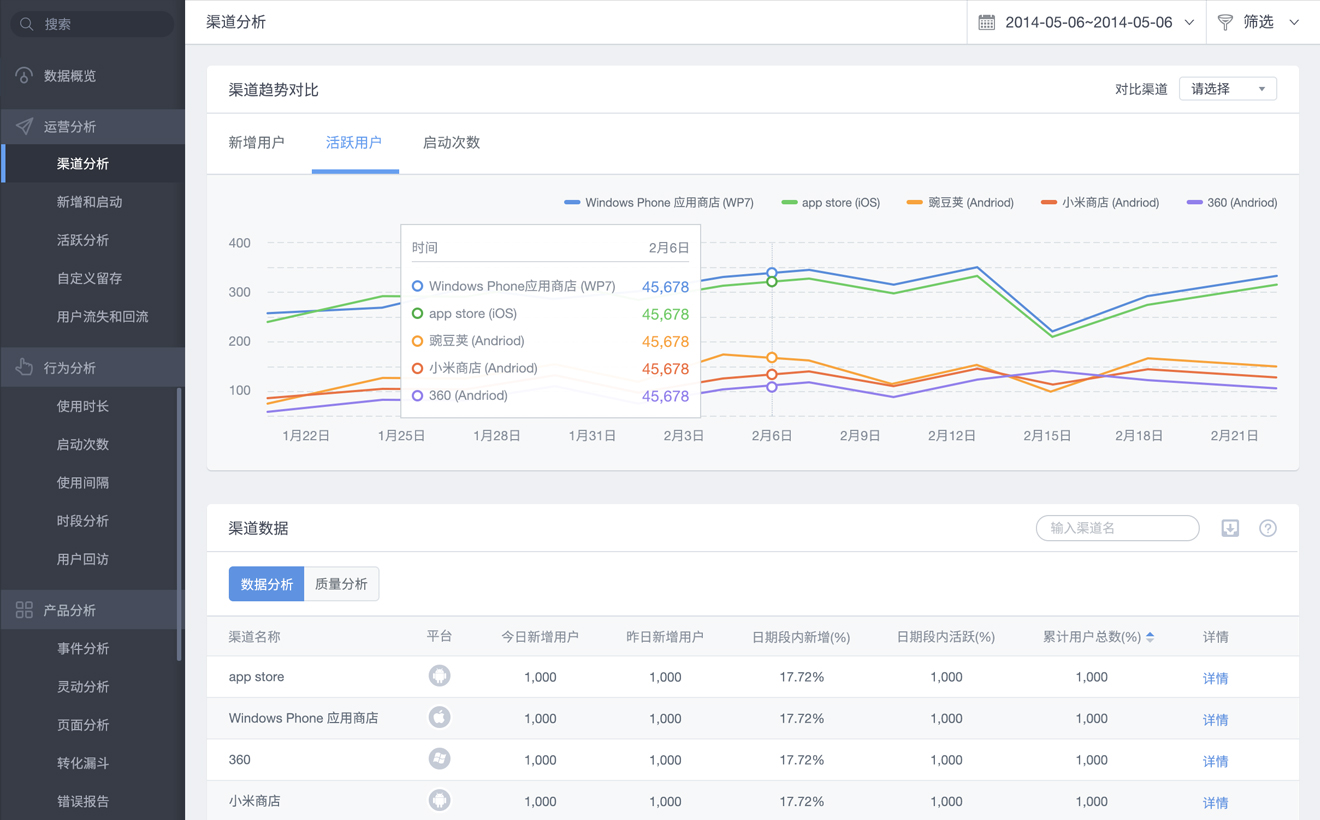 搜索
数据概览
运营分析
渠道分析
新增和启动
活跃分析
自定义留存
用户流失和回流
行为分析
使用时长
启动次数
使用间隔
时段分析
用户回访
产品分析
事件分析
灵动分析
页面分析
转化漏斗
错误报告
渠道分析
2014-05-06~2014-05-06
筛选
渠道趋势对比
对比渠道
请选择
新增用户
活跃用户
启动次数
Windows Phone 应用商店 (WP7)
app store (iOS)
豌豆荚 (Andriod)
小米商店 (Andriod)
360 (Andriod)
400
300
200
100
时间 2月6日
Windows Phone应用商店 (WP7) 45,678
app store (iOS) 45,678
豌豆荚 (Andriod) 45,678
小米商店 (Andriod) 45,678
360 (Andriod) 45,678
1月22日 1月25日 1月28日 1月31日 2月3日 2月6日 2月9日 2月12日 2月15日 2月18日 2月21日
渠道数据
输入渠道名
?
数据分析
质量分析
渠道名称 平台 今日新增用户 昨日新增用户 日期段内新增(%) 日期段内活跃(%) 累计用户总数(%) 详情
app store 1,000 1,000 17.72% 1,000 1,000 详情
Windows Phone 应用商店 1,000 1,000 17.72% 1,000 1,000 详情
360 1,000 1,000 17.72% 1,000 1,000 详情
小米商店 1,000 1,000 17.72% 1,000 1,000 详情